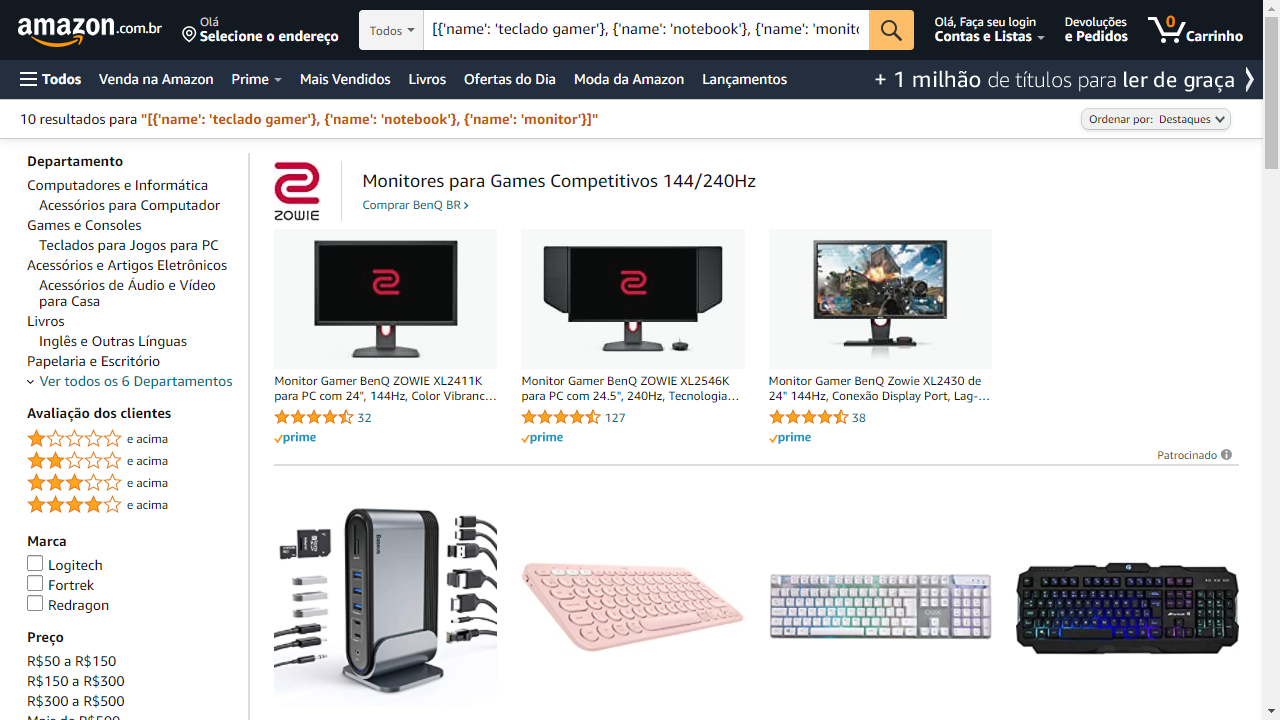 amazon.com.br
Olá
Selecione o endereço
Todos
[{'name': 'teclado gamer'}, {'name': 'notebook'}, {'name': 'monito
Olá, Faça seu login
Contas e Listas
Devoluções
e Pedidos
0
Carrinho
Todos
Venda na Amazon
Prime
Mais Vendidos
Livros
Ofertas do Dia
Moda da Amazon
Lançamentos
+ 1 milhão de títulos para ler de graça
10 resultados para "[{'name': 'teclado gamer'}, {'name': 'notebook'}, {'name': 'monitor'}]"
Ordenar por: Destaques
Departamento
Computadores e Informática
Acessórios para Computador
Games e Consoles
Teclados para Jogos para PC
Acessórios e Artigos Eletrônicos
Acessórios de Áudio e Vídeo
para Casa
Livros
Inglês e Outras Línguas
Papelaria e Escritório
Ver todos os 6 Departamentos
Avaliação dos clientes
e acima
e acima
e acima
e acima
Marca
Logitech
Fortrek
Redragon
Preço
R$50 a R$150
R$150 a R$300
R$300 a R$500
Mais de R$500
ZOWIE
Monitores para Games Competitivos 144/240Hz
Comprar BenQ BR
Monitor Gamer BenQ ZOWIE XL2411K
para PC com 24", 144Hz, Color Vibranc…
32
prime
Monitor Gamer BenQ ZOWIE XL2546K
para PC com 24.5", 240Hz, Tecnologia…
127
prime
Monitor Gamer BenQ Zowie XL2430 de
24" 144Hz, Conexão Display Port, Lag-…
38
prime
Patrocinado
Baseus